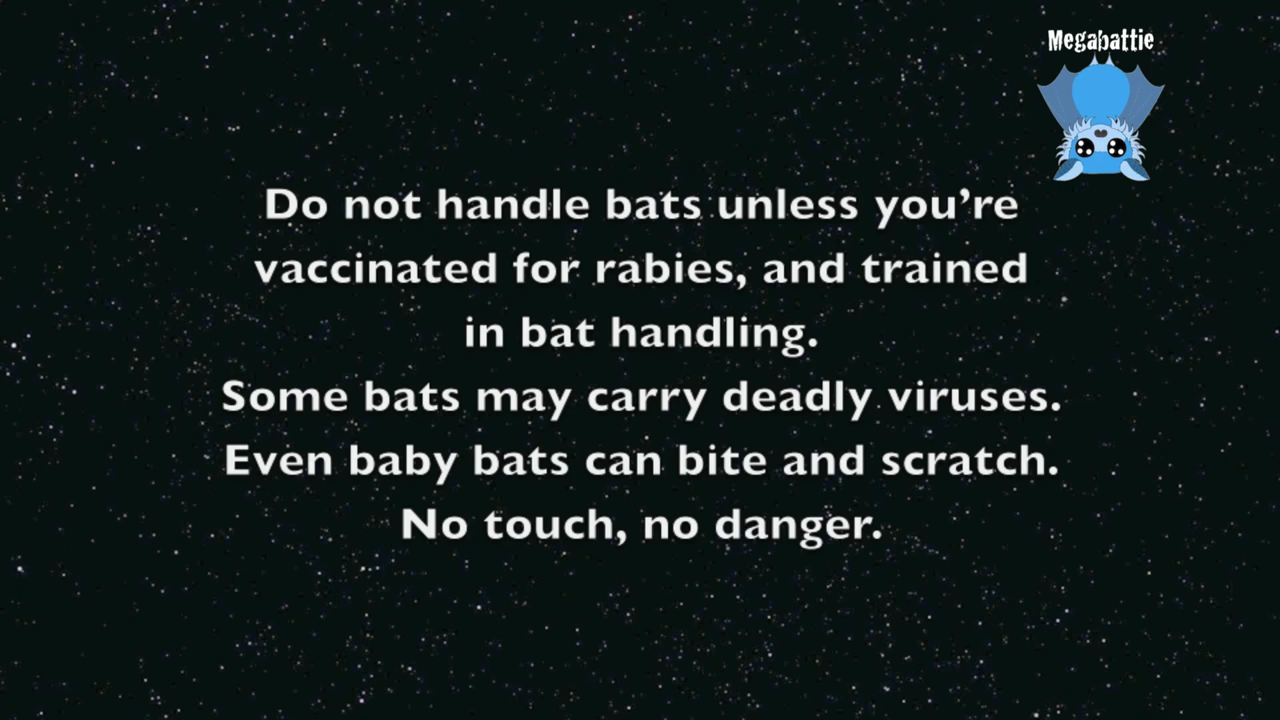 Megabattie
Do not handle bats unless you’re
vaccinated for rabies, and trained
in bat handling.
Some bats may carry deadly viruses.
Even baby bats can bite and scratch.
No touch, no danger.